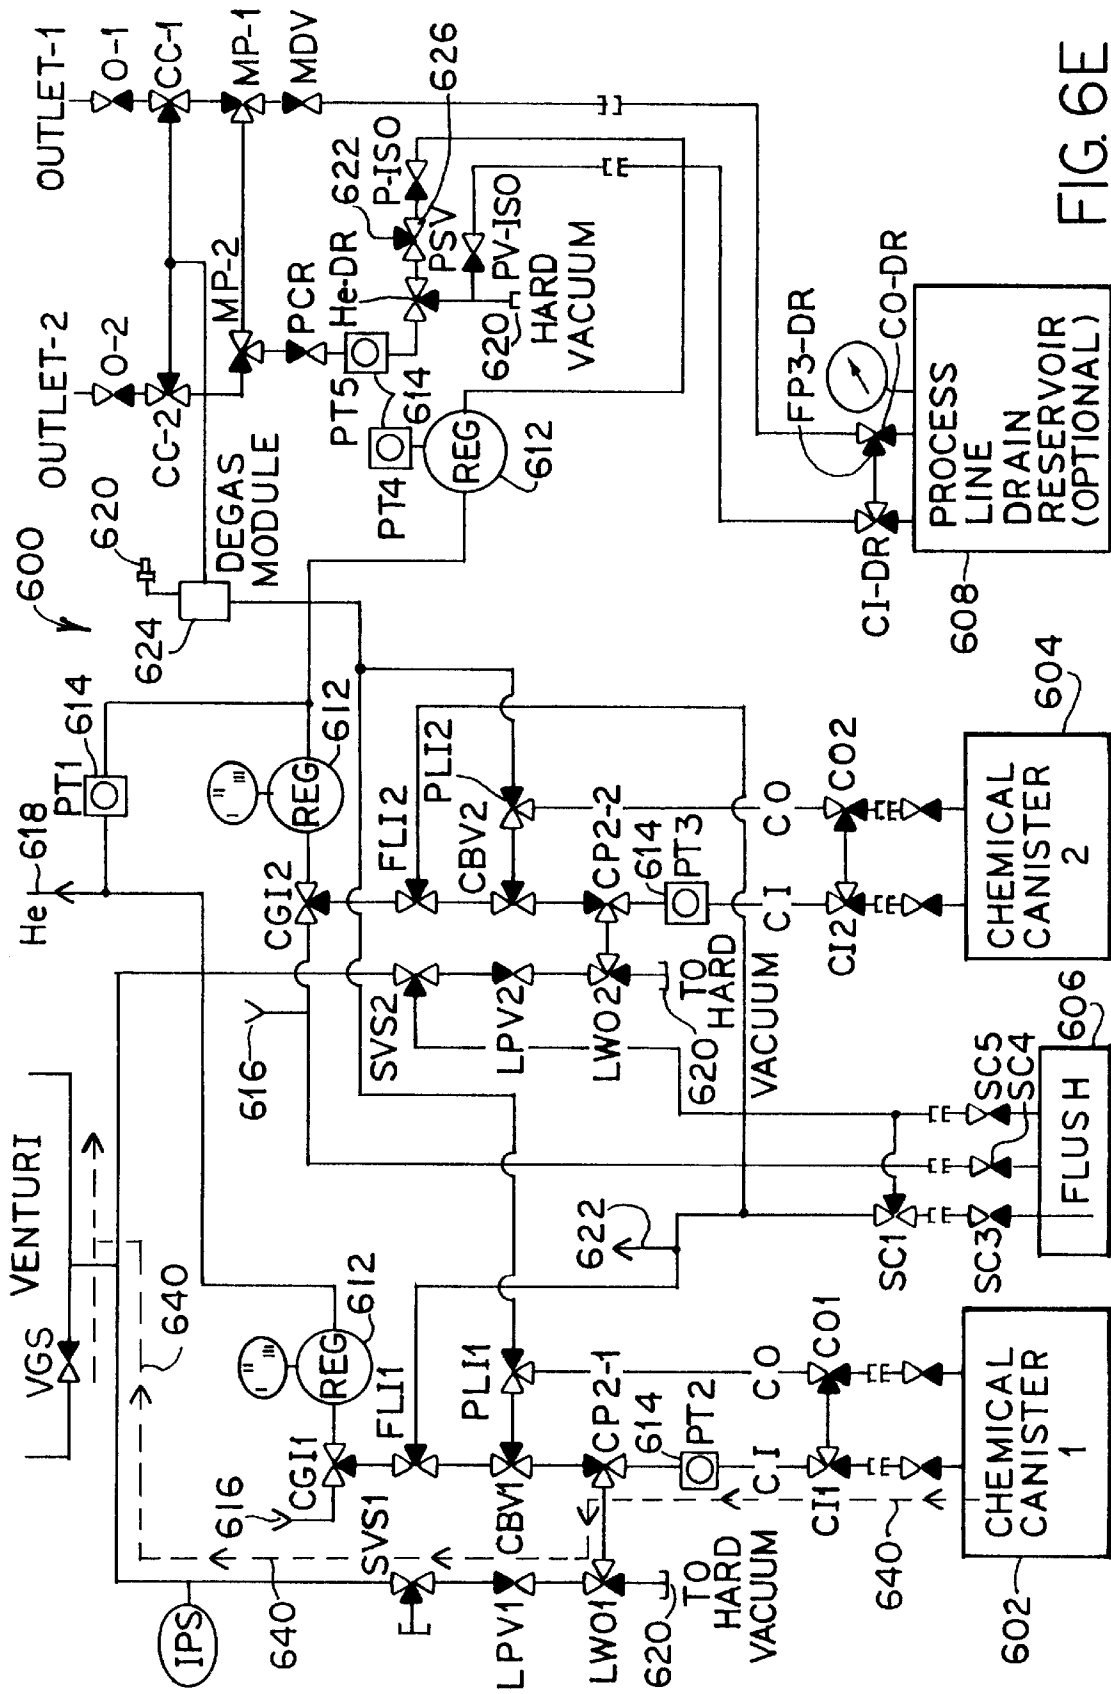 VGS
VENTURI
IPS
640
640
616
CGI1
REG
612
SVS1
FLI1
PLI1
LPV1
CBV1
CP2-1
LWO1
614
PT2
620
TO
HARD
VACUUM
CI
CO
CI1
CO1
640
602
CHEMICAL
CANISTER
1
He
618
PT1
614
616
CGI2
REG
612
SVS2
FLI2
PLI2
LPV2
CBV2
CP2-2
LWO2
614
PT3
620
TO
HARD
VACUUM
CI
CO
CI2
CO2
604
CHEMICAL
CANISTER
2
622
SC1
SC3
SC5
SC4
606
FLUSH
600
620
624
DEGAS
MODULE
OUTLET-2
O-2
CC-2
MP-2
OUTLET-1
O-1
CC-1
MP-1
MDV
PCR
PT5
He-DR
622
P-ISO
626
PSV
PV-ISO
620
HARD
VACUUM
614
PT4
REG
612
FP3-DR
CO-DR
CI-DR
608
PROCESS
LINE
DRAIN
RESERVOIR
(OPTIONAL)
FIG. 6E